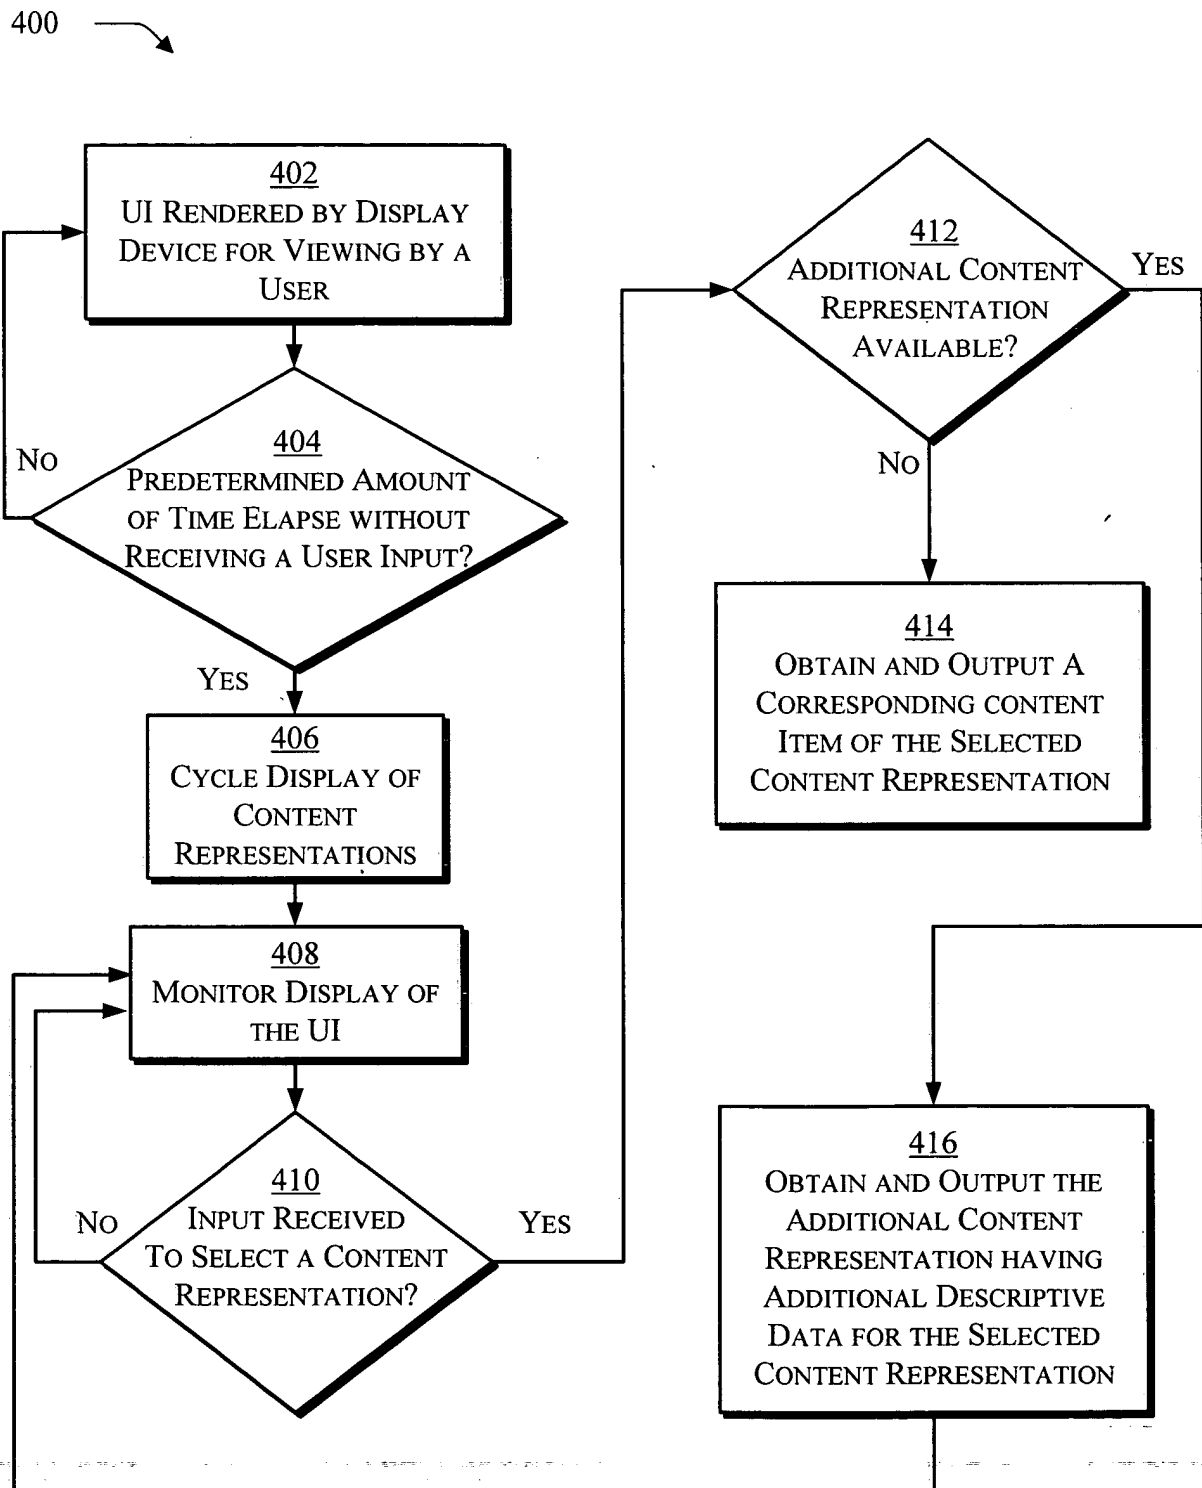 400
402
UI RENDERED BY DISPLAY
DEVICE FOR VIEWING BY A
USER
404
PREDETERMINED AMOUNT
OF TIME ELAPSE WITHOUT
RECEIVING A USER INPUT?
NO
YES
406
CYCLE DISPLAY OF
CONTENT
REPRESENTATIONS
408
MONITOR DISPLAY OF
THE UI
410
INPUT RECEIVED
TO SELECT A CONTENT
REPRESENTATION?
NO
YES
412
ADDITIONAL CONTENT
REPRESENTATION
AVAILABLE?
YES
NO
414
OBTAIN AND OUTPUT A
CORRESPONDING CONTENT
ITEM OF THE SELECTED
CONTENT REPRESENTATION
416
OBTAIN AND OUTPUT THE
ADDITIONAL CONTENT
REPRESENTATION HAVING
ADDITIONAL DESCRIPTIVE
DATA FOR THE SELECTED
CONTENT REPRESENTATION